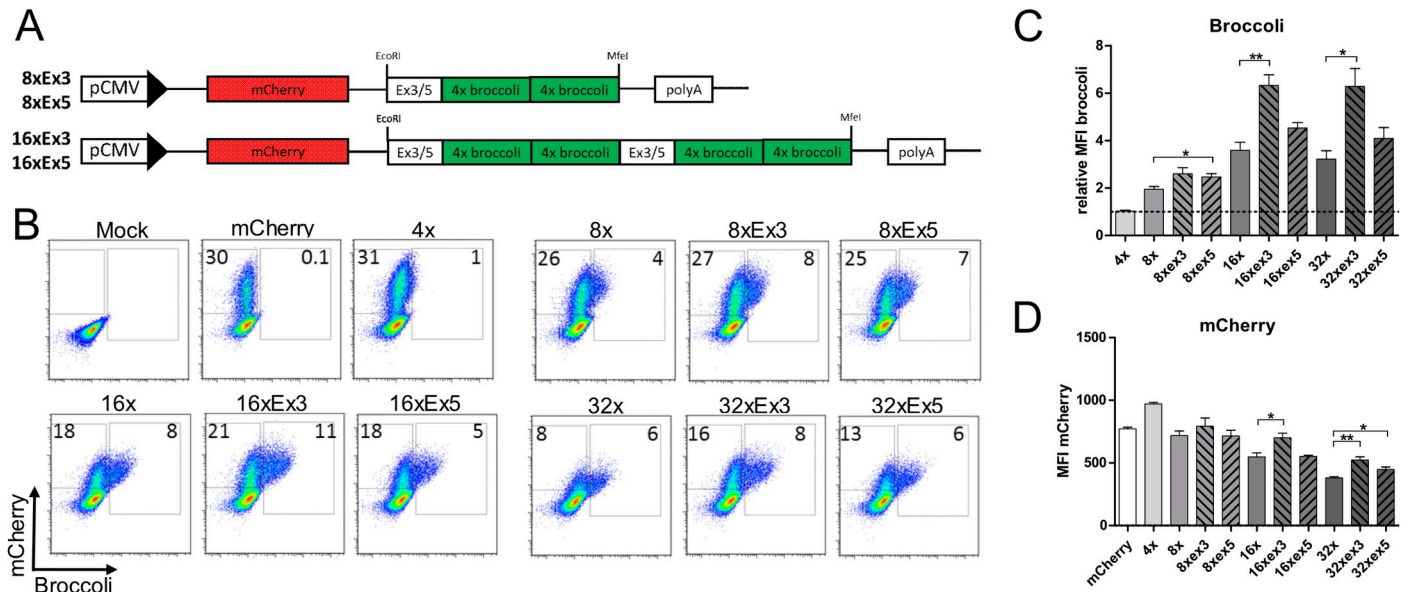 A
8xEx3
8xEx5
pCMV
mCherry
EcoRI
Ex3/5
4x broccoli
4x broccoli
MfeI
polyA
16xEx3
16xEx5
pCMV
mCherry
EcoRI
Ex3/5
4x broccoli
4x broccoli
Ex3/5
4x broccoli
4x broccoli
MfeI
polyA
B
Mock
mCherry
30
0.1
4x
31
1
8x
26
4
8xEx3
27
8
8xEx5
25
7
16x
18
8
16xEx3
21
11
16xEx5
18
5
32x
8
6
32xEx3
16
8
32xEx5
13
6
mCherry
Broccoli
C
Broccoli
relative MFI broccoli
8
6
4
2
0
*
**
*
4x
8x
8xex3
8xex5
16x
16xex3
16xex5
32x
32xex3
32xex5
D
mCherry
MFI mCherry
1500
1000
500
0
*
**
*
mCherry
4x
8x
8xex3
8xex5
16x
16xex3
16xex5
32x
32xex3
32xex5